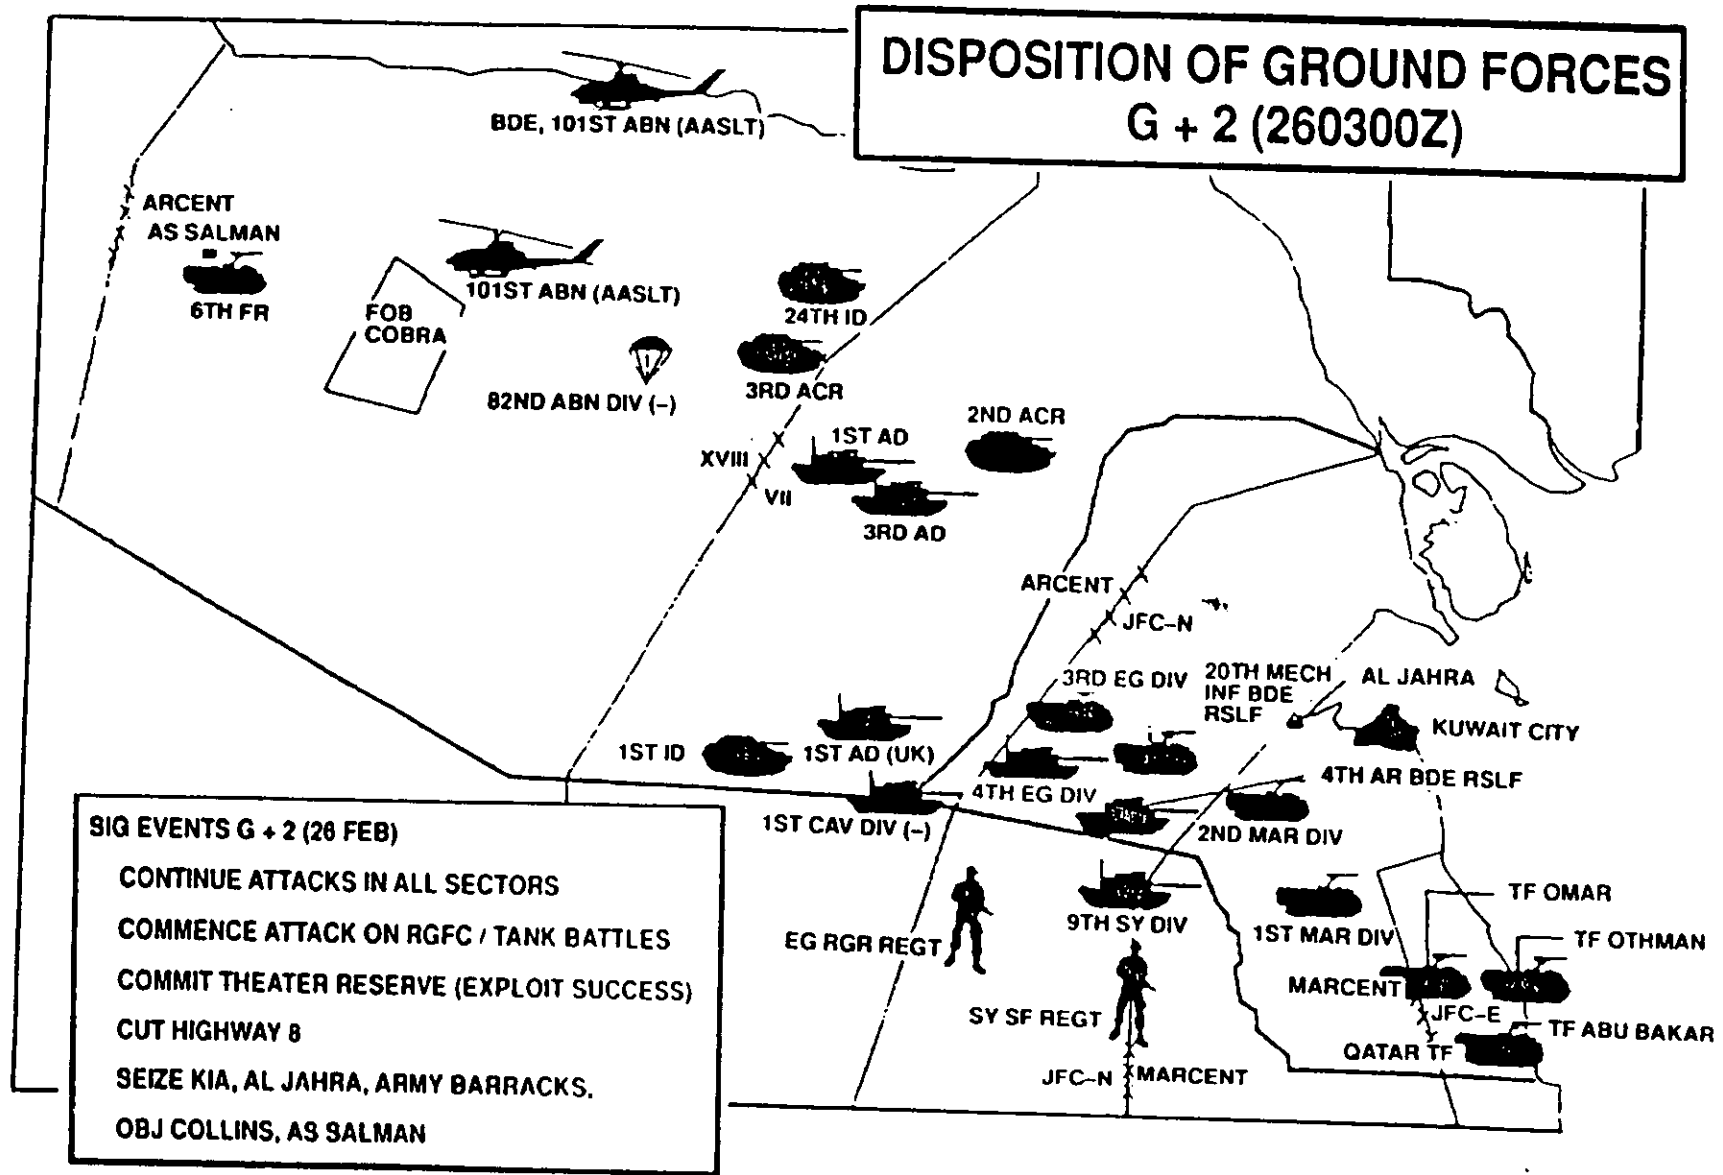 DISPOSITION OF GROUND FORCES
G + 2 (260300Z)
BDE, 101ST ABN (AASLT)
ARCENT
AS SALMAN
6TH FR
FOB
COBRA
101ST ABN (AASLT)
82ND ABN DIV (-)
24TH ID
3RD ACR
2ND ACR
1ST AD
XVIII
VII
3RD AD
ARCENT
JFC-N
3RD EG DIV
20TH MECH
INF BDE
RSLF
AL JAHRA
KUWAIT CITY
1ST ID
1ST AD (UK)
4TH EG DIV
4TH AR BDE RSLF
1ST CAV DIV (-)
2ND MAR DIV
EG RGR REGT
9TH SY DIV
1ST MAR DIV
TF OMAR
TF OTHMAN
MARCENT
JFC-E
SY SF REGT
TF ABU BAKAR
QATAR TF
JFC-N
MARCENT
SIG EVENTS G + 2 (26 FEB)
CONTINUE ATTACKS IN ALL SECTORS
COMMENCE ATTACK ON RGFC / TANK BATTLES
COMMIT THEATER RESERVE (EXPLOIT SUCCESS)
CUT HIGHWAY 8
SEIZE KIA, AL JAHRA, ARMY BARRACKS,
OBJ COLLINS, AS SALMAN